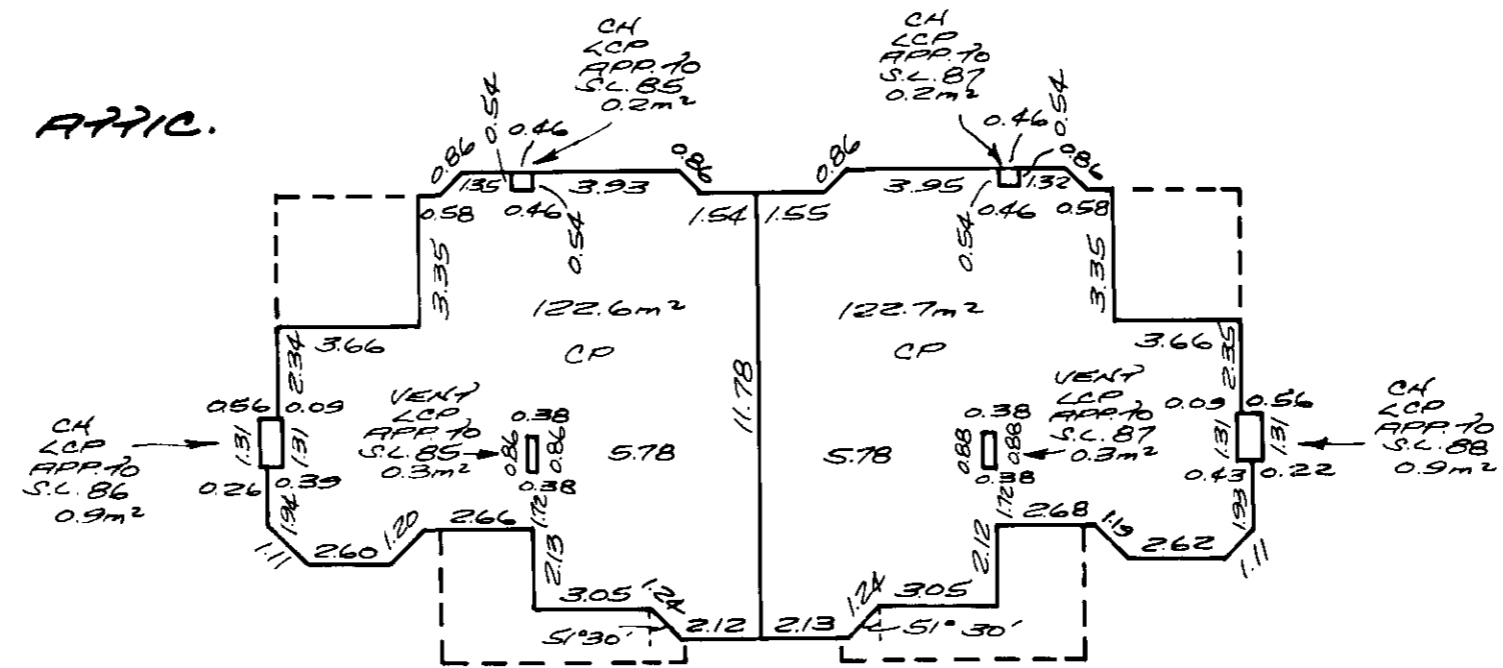 ATTIC.
CH
LCP
APP. TO
S.L. 85
0.2m²
CH
LCP
APP. TO
S.L. 87
0.2m²
0.86
0.54
0.46
1.35
3.93
0.46
0.54
0.58
0.86
1.54
1.55
0.86
3.95
0.46
0.54
0.54
0.46
1.32
0.86
0.58
3.35
3.35
122.6m²
CP
122.7m²
CP
3.66
3.66
2.34
2.35
11.78
CH
LCP
APP. TO
S.L. 86
0.9m²
0.56
0.09
1.31
1.31
0.26
0.39
VENT
LCP
APP. TO
S.L. 85
0.3m²
0.38
0.86
0.86
0.38
5.78
5.78
0.38
0.88
0.88
0.38
VENT
LCP
APP. TO
S.L. 87
0.3m²
0.09
0.56
1.31
1.31
0.43
0.22
CH
LCP
APP. TO
S.L. 88
0.9m²
1.94
1.11
2.60
1.20
2.66
1.72
2.13
3.05
1.24
51°30'
2.12
2.13
1.24
51°30'
3.05
2.12
1.72
2.68
1.19
2.62
1.11
1.93